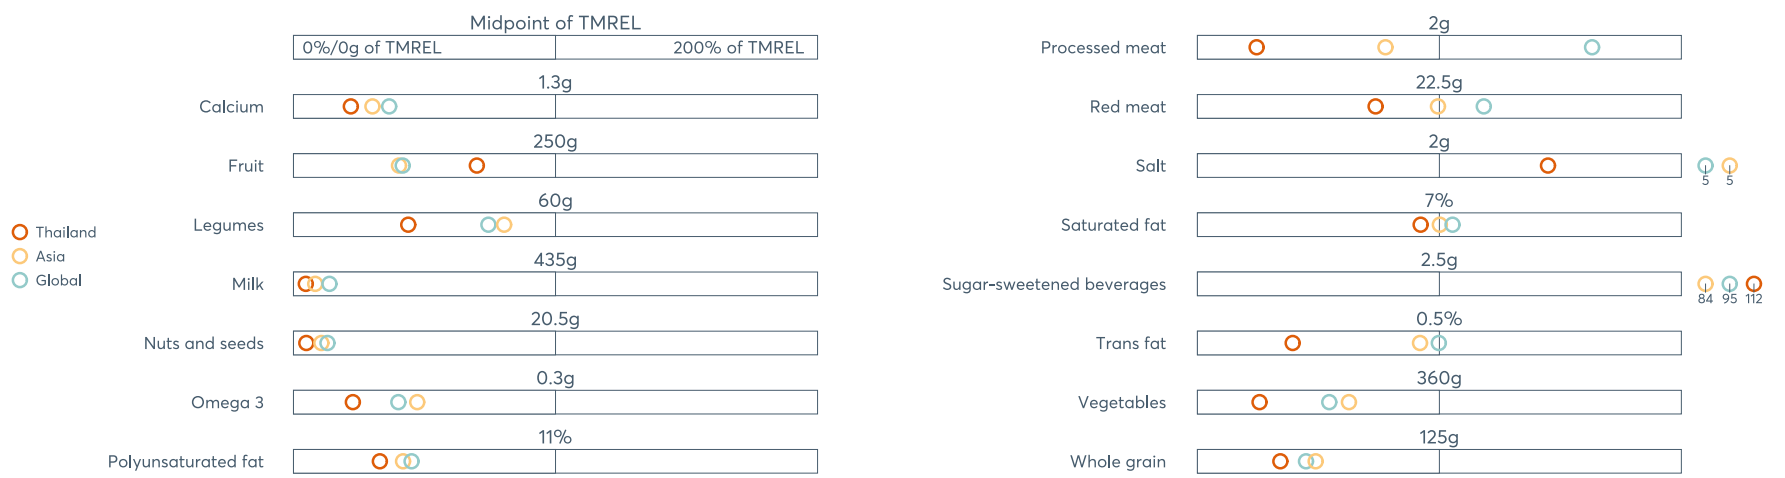 Midpoint of TMREL
0%/0g of TMREL 200% of TMREL
1.3g
Calcium
250g
Fruit
60g
Legumes
435g
Milk
20.5g
Nuts and seeds
0.3g
Omega 3
11%
Polyunsaturated fat
Thailand
Asia
Global
2g
Processed meat
22.5g
Red meat
2g
Salt
5 5
7%
Saturated fat
2.5g
Sugar-sweetened beverages
84 95 112
0.5%
Trans fat
360g
Vegetables
125g
Whole grain